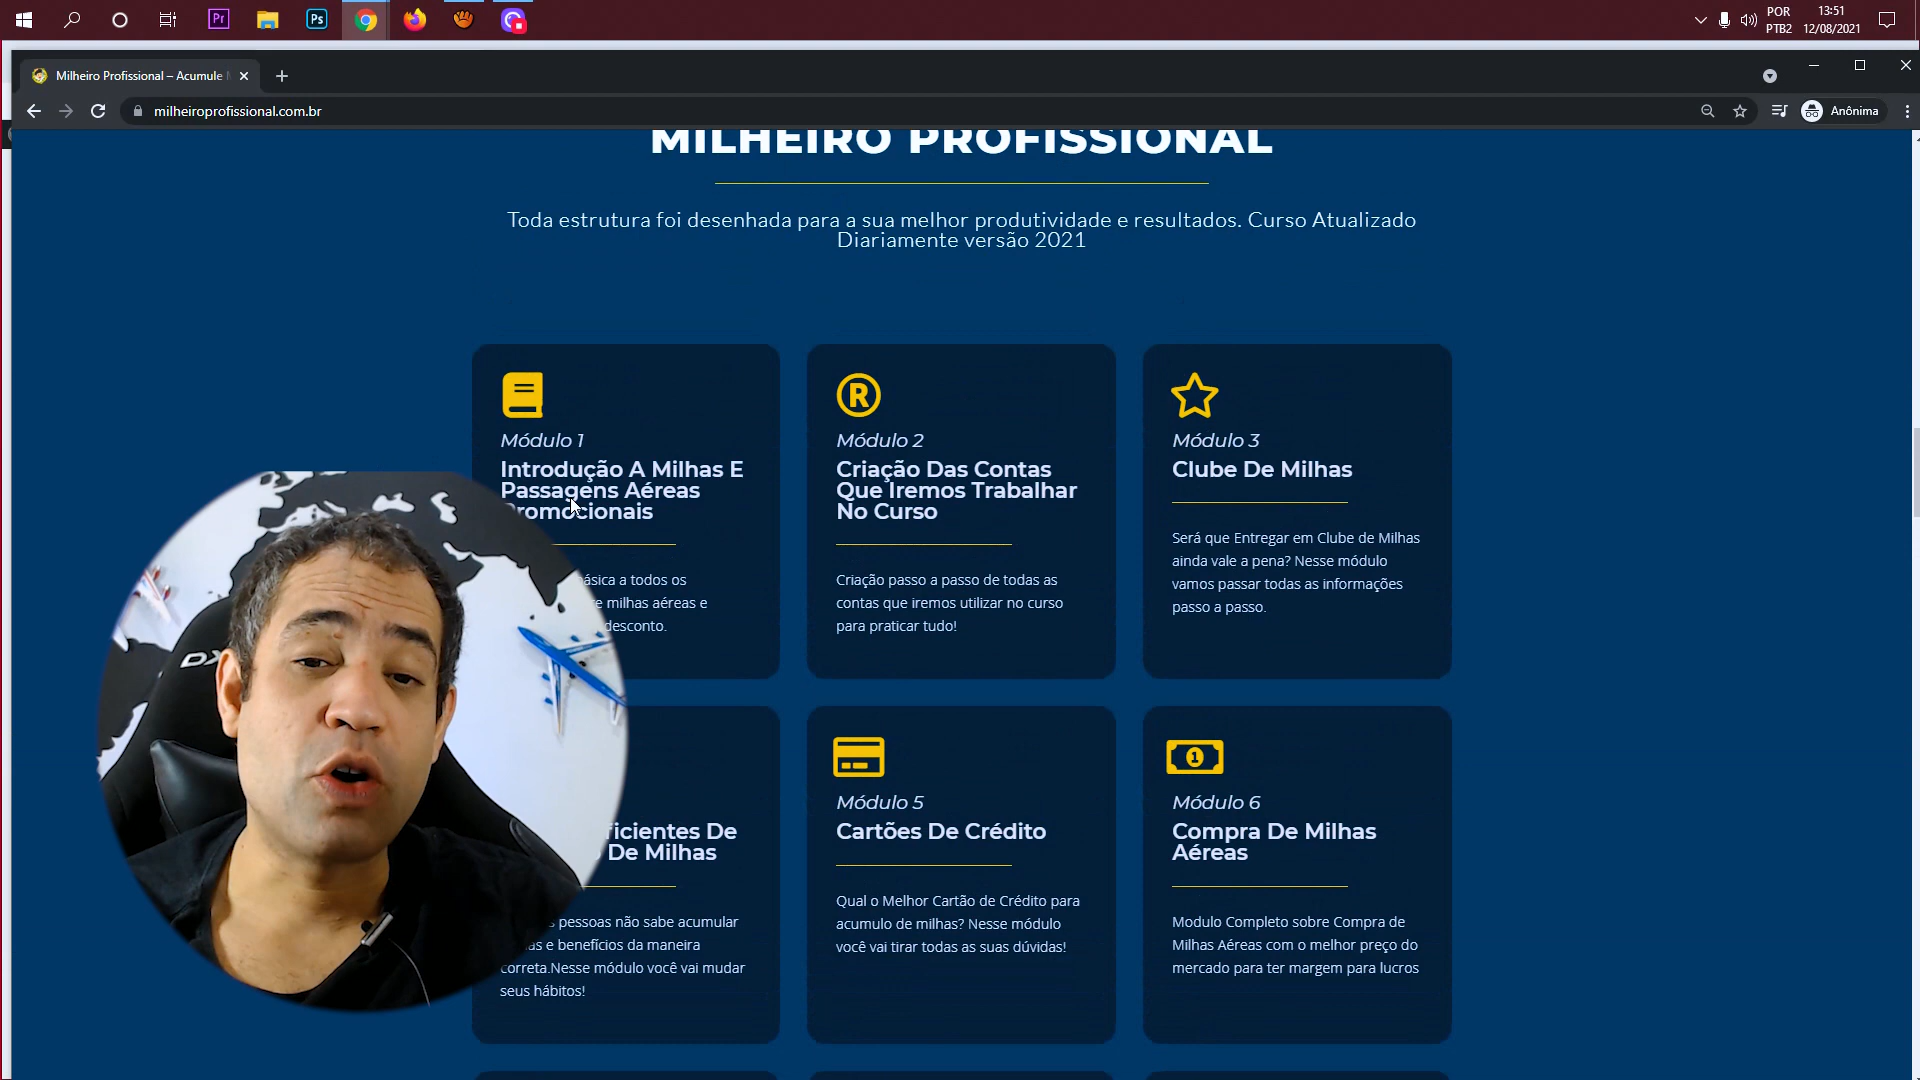 POR
PTB2
13:51
12/08/2021
Milheiro Profissional – Acumule
milheiroprofissional.com.br
Anônima
MILHEIRO PROFISSIONAL
Toda estrutura foi desenhada para a sua melhor produtividade e resultados. Curso Atualizado
Diariamente versão 2021
Módulo 1
Introdução A Milhas E
Passagens Aéreas
Promocionais
a todos os
milhas aéreas e
desconto.
Módulo 2
Criação Das Contas
Que Iremos Trabalhar
No Curso
Criação passo a passo de todas as
contas que iremos utilizar no curso
para praticar tudo!
Módulo 3
Clube De Milhas
Será que Entregar em Clube de Milhas
ainda vale a pena? Nesse módulo
vamos passar todas as informações
passo a passo.
De
De Milhas
pessoas não sabe acumular
e benefícios da maneira
correta.Nesse módulo você vai mudar
seus hábitos!
Módulo 5
Cartões De Crédito
Qual o Melhor Cartão de Crédito para
acumulo de milhas? Nesse módulo
você vai tirar todas as suas dúvidas!
Módulo 6
Compra De Milhas
Aéreas
Modulo Completo sobre Compra de
Milhas Aéreas com o melhor preço do
mercado para ter margem para lucros